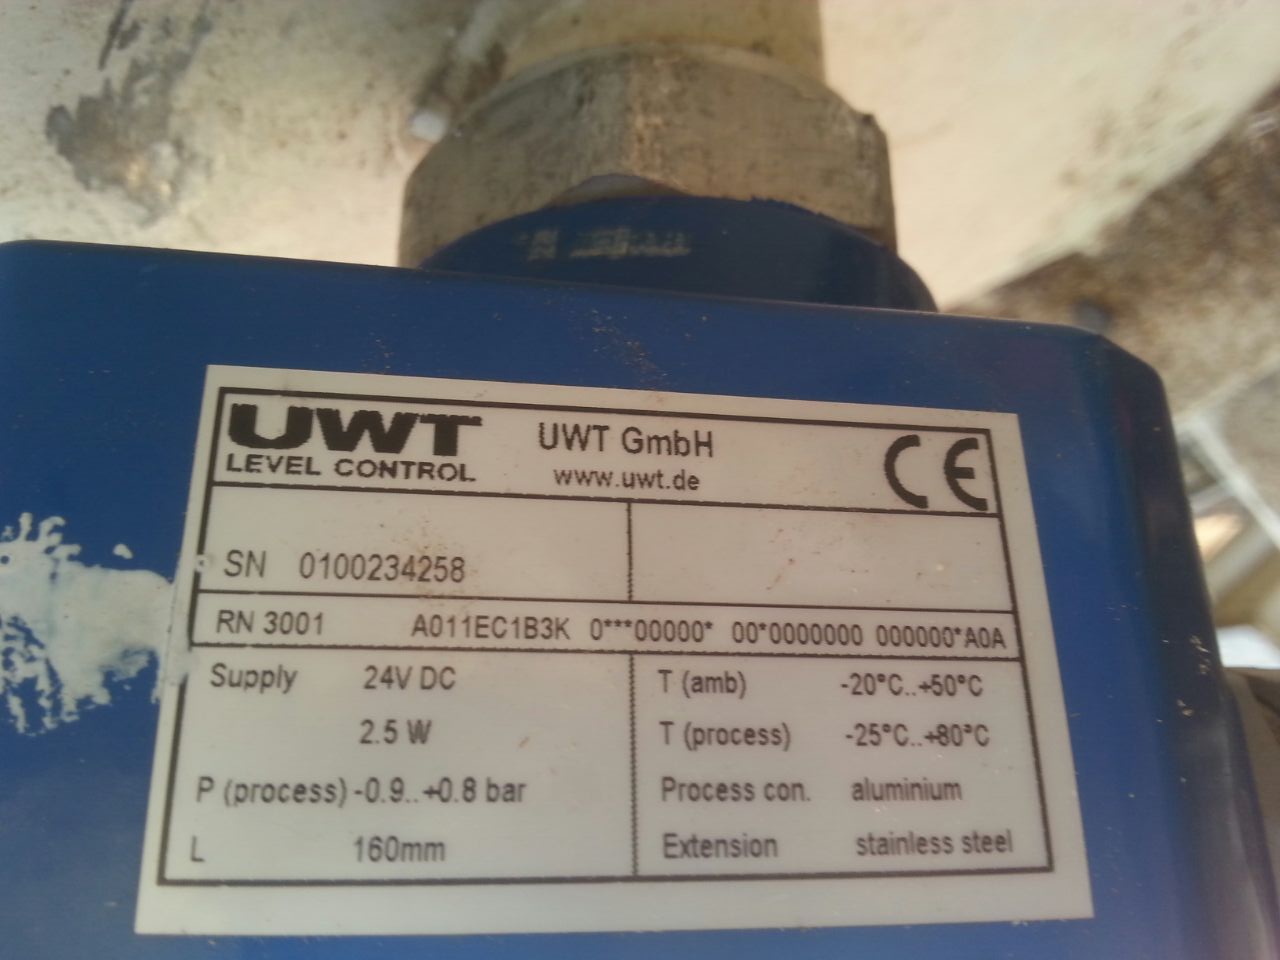 UWT
LEVEL CONTROL
UWT GmbH
www.uwt.de
CE
SN 0100234258
RN 3001 A011EC1B3K 0***00000* 00*0000000 000000*A0A
Supply 24V DC
2.5 W
P (process) -0.9..+0.8 bar
L 160mm
T (amb) -20°C..+50°C
T (process) -25°C..+80°C
Process con. aluminium
Extension stainless steel